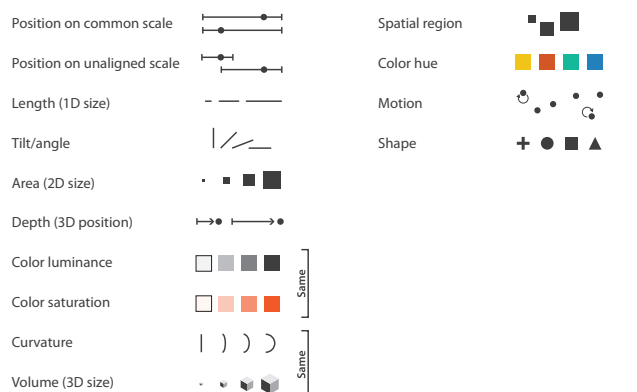 Position on common scale
Position on unaligned scale
Length (1D size)
Tilt/angle
Area (2D size)
Depth (3D position)
Color luminance
Color saturation
Same
Curvature
Volume (3D size)
Same
Spatial region
Color hue
Motion
Shape